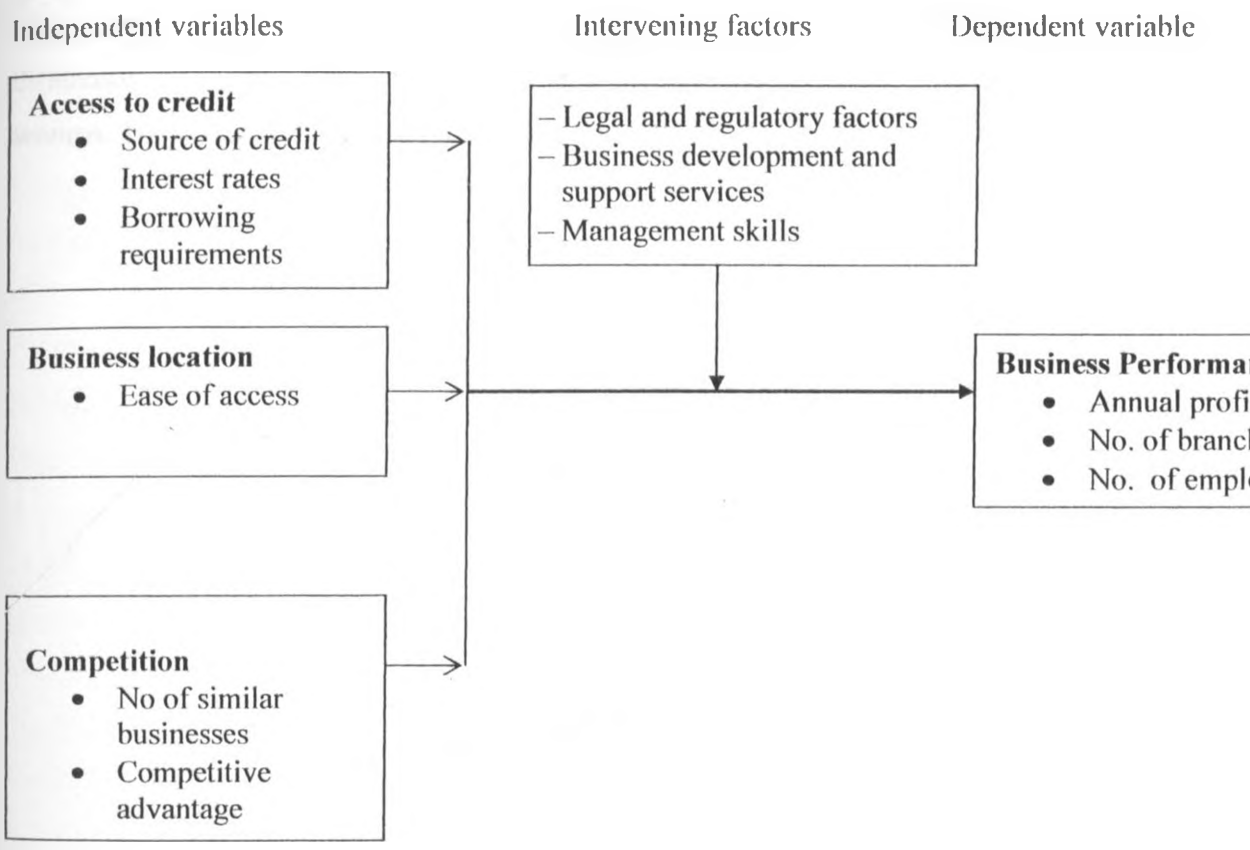 Independent variables
Intervening factors
Dependent variable
Access to credit
• Source of credit
• Interest rates
• Borrowing
requirements
– Legal and regulatory factors
– Business development and
support services
– Management skills
Business location
• Ease of access
Business Performa
• Annual profi
• No. of branch
• No. of empl
Competition
• No of similar
businesses
• Competitive
advantage